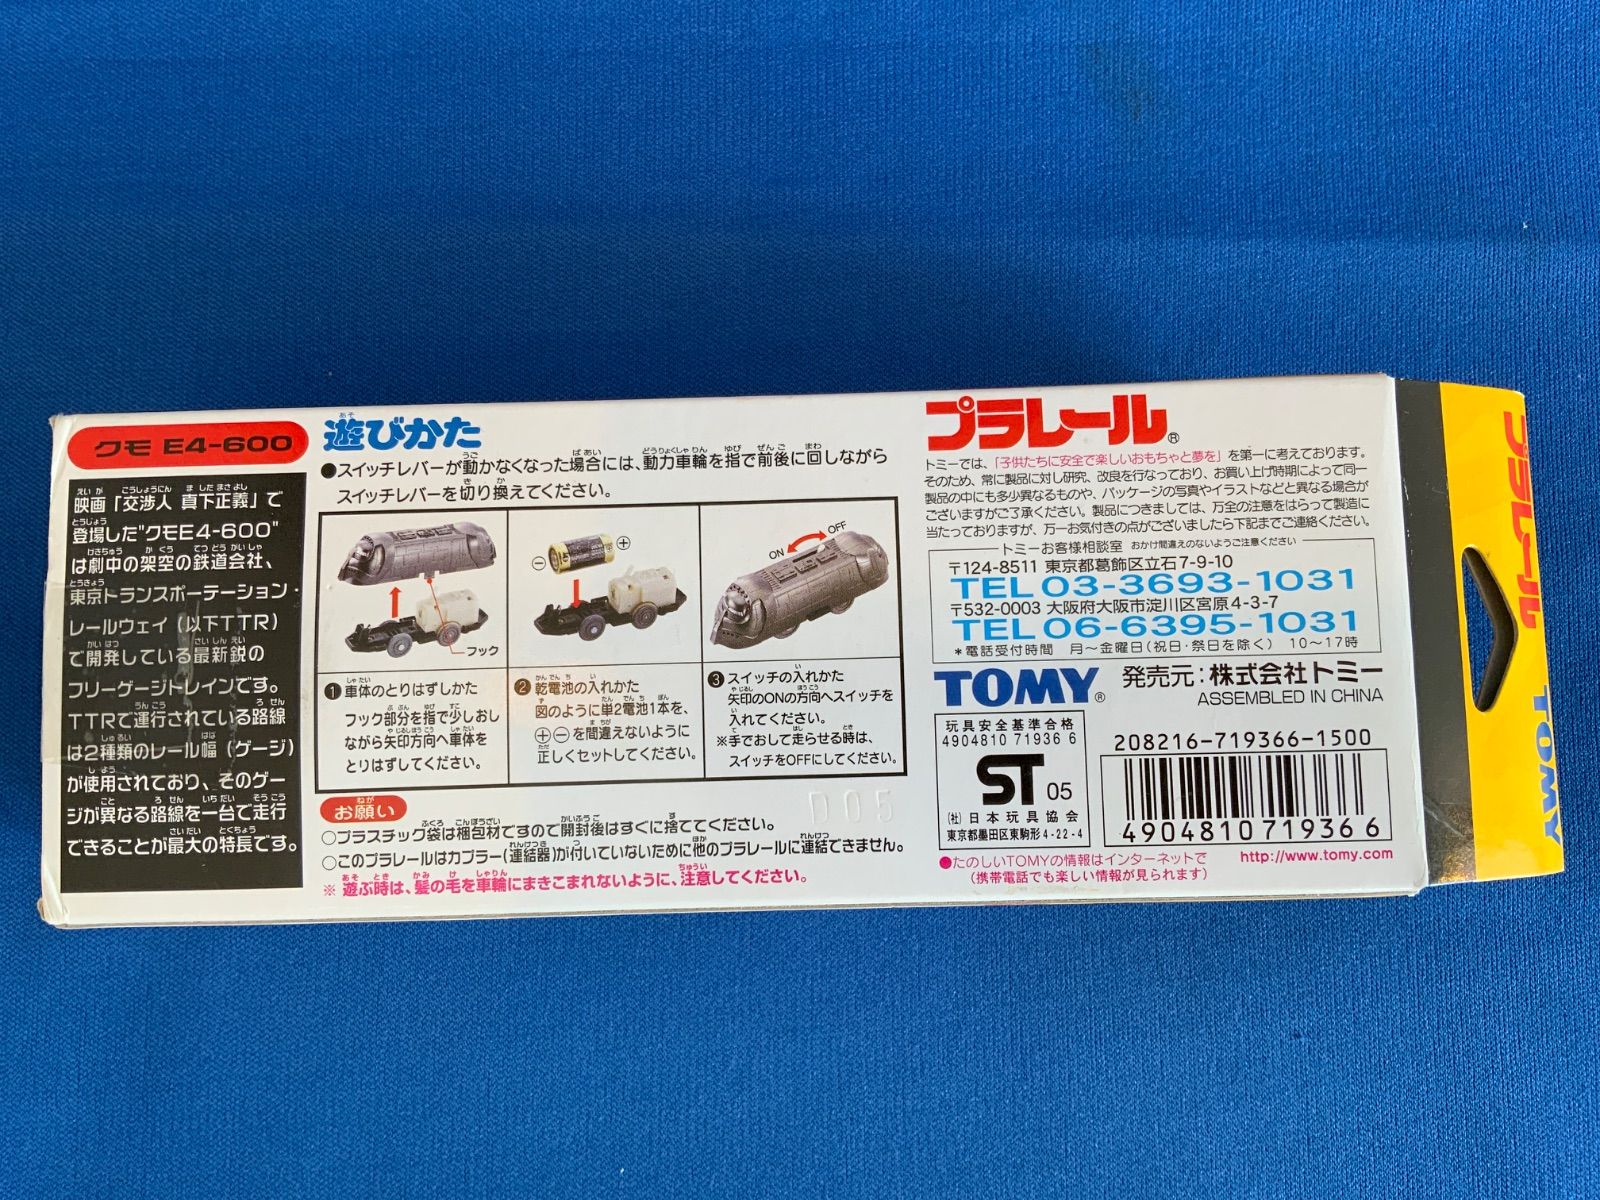 クモ E4-600
映画「交渉人 真下正義」で
登場した"クモE4-600"
は劇中の架空の鉄道会社、
東京トランスポーテーション・
レールウェイ（以下TTR）
で開発している最新鋭の
フリーゲージトレインです。
TTRで運行されている路線
は2種類のレール幅（ゲージ）
が使用されており、そのゲー
ジが異なる路線を一台で走行
できることが最大の特長です。
遊びかた
●スイッチレバーが動かなくなった場合には、動力車輪を指で前後に回しながら
スイッチレバーを切り換えてください。
フック
⊖ ⊕
ON OFF
❶車体のとりはずしかた
フック部分を指で少しおし
ながら矢印方向へ車体を
とりはずしてください。
❷乾電池の入れかた
図のように単2電池1本を、
⊕⊖を間違えないように
正しくセットしてください。
❸スイッチの入れかた
矢印のONの方向へスイッチを
入れてください。
※手でおして走らせる時は、
スイッチをOFFにしてください。
お願い
○プラスチック袋は梱包材ですので開封後はすぐに捨ててください。
○このプラレールはカプラー（連結器）が付いていないために他のプラレールに連結できません。
※ 遊ぶ時は、髪の毛を車輪にまきこまれないように、注意してください。
D05
プラレール®
トミーでは、「子供たちに安全で楽しいおもちゃと夢を」を第一に考えております。
そのため、常に製品に対し研究、改良を行なっており、お買い上げ時期によって同一
製品の中にも多少異なるものや、パッケージの写真やイラストなどと異なる場合が
ございますがご了承ください。製品につきましては、万全の注意をはらって製造に
当たっておりますが、万一お気付きの点がございましたら下記までご連絡ください。
トミーお客様相談室 おかけ間違えのないようご注意ください
〒124-8511 東京都葛飾区立石7-9-10
TEL 03-3693-1031
〒532-0003 大阪府大阪市淀川区宮原4-3-7
TEL 06-6395-1031
＊電話受付時間 月〜金曜日（祝日・祭日を除く） 10〜17時
TOMY® 発売元：株式会社トミー
ASSEMBLED IN CHINA
玩具安全基準合格
4904810 71936 6
ST 05
（社）日本玩具協会
東京都墨田区東駒形4-22-4
208216-719366-1500
4904810719366
●たのしいTOMYの情報はインターネットで
（携帯電話でも楽しい情報が見られます）
http://www.tomy.com
プラレール
TOMY